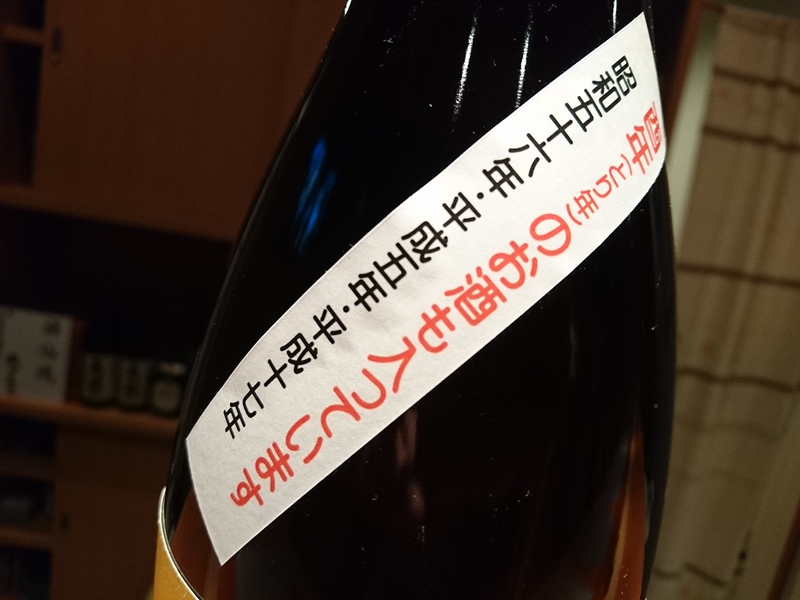 酉年(とり年)のお酒も入っています
昭和五十六年・平成五年・平成十七年